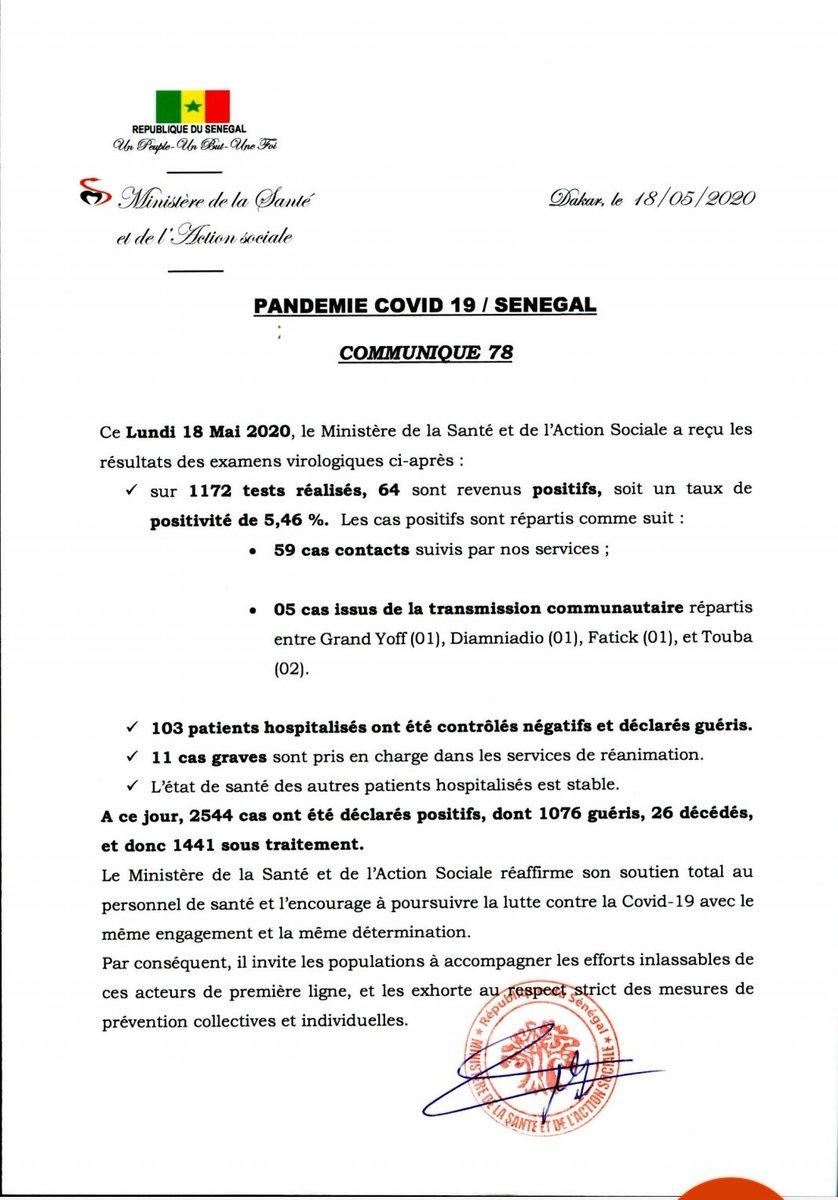 REPUBLIQUE DU SENEGAL
Un Peuple - Un But - Une Foi
Ministère de la Santé
et de l'Action sociale
Dakar, le 18/05/2020
PANDEMIE COVID 19 / SENEGAL
COMMUNIQUE 78
Ce Lundi 18 Mai 2020, le Ministère de la Santé et de l'Action Sociale a reçu les
résultats des examens virologiques ci-après :
✓ sur 1172 tests réalisés, 64 sont revenus positifs, soit un taux de
positivité de 5,46 %. Les cas positifs sont répartis comme suit :
• 59 cas contacts suivis par nos services ;
• 05 cas issus de la transmission communautaire répartis
entre Grand Yoff (01), Diamniadio (01), Fatick (01), et Touba
(02).
✓ 103 patients hospitalisés ont été contrôlés négatifs et déclarés guéris.
✓ 11 cas graves sont pris en charge dans les services de réanimation.
✓ L'état de santé des autres patients hospitalisés est stable.
A ce jour, 2544 cas ont été déclarés positifs, dont 1076 guéris, 26 décédés,
et donc 1441 sous traitement.
Le Ministère de la Santé et de l'Action Sociale réaffirme son soutien total au
personnel de santé et l'encourage à poursuivre la lutte contre la Covid-19 avec le
même engagement et la même détermination.
Par conséquent, il invite les populations à accompagner les efforts inlassables de
ces acteurs de première ligne, et les exhorte au respect strict des mesures de
prévention collectives et individuelles.
★ République du Sénégal ★
MINISTÈRE DE LA SANTE ET DE L'ACTION SOCIALE